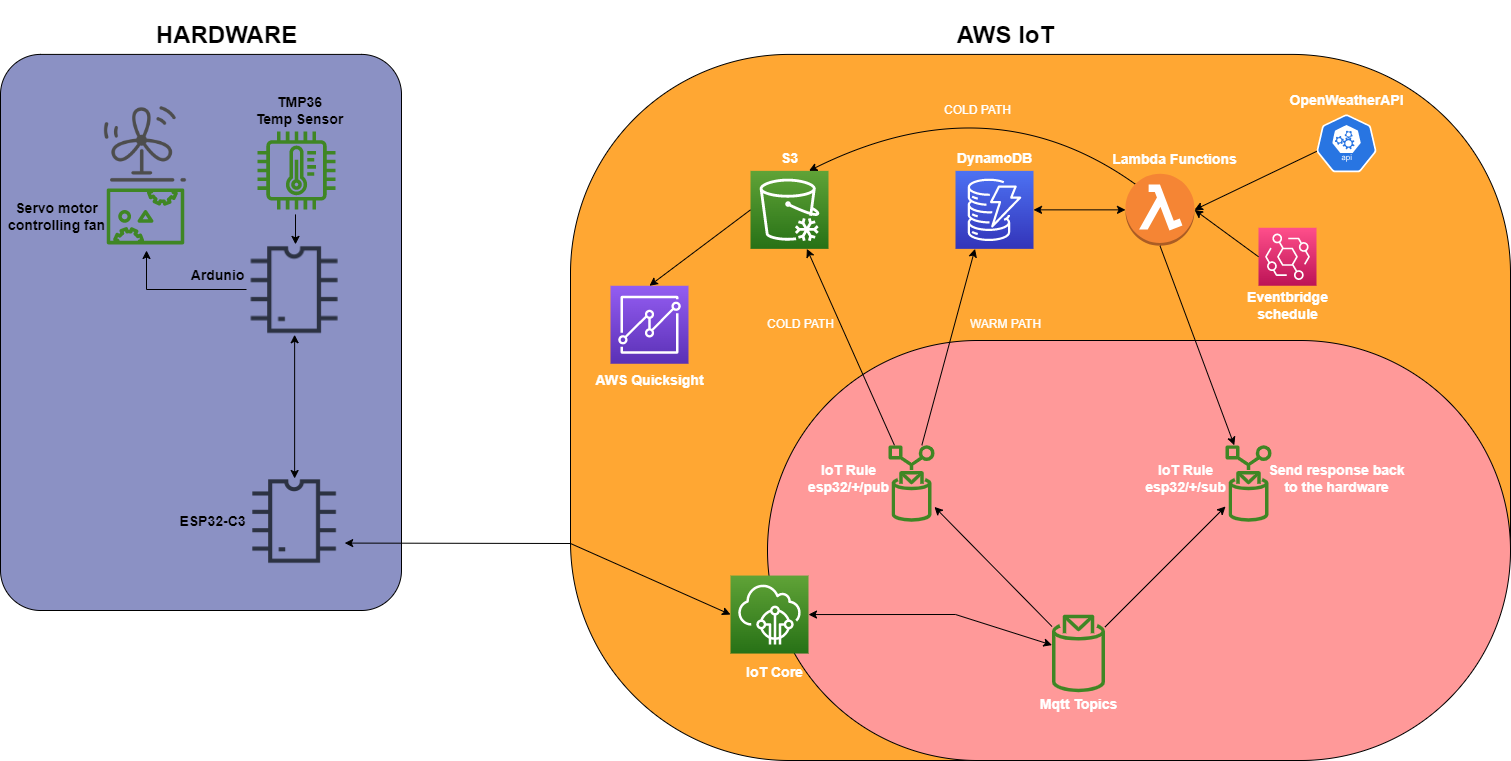 HARDWARE
AWS IoT
TMP36
Temp Sensor
Servo motor
controlling fan
Ardunio
ESP32-C3
COLD PATH
OpenWeatherAPI
api
S3
DynamoDB
Lambda Functions
Eventbridge
schedule
COLD PATH
WARM PATH
AWS Quicksight
IoT Rule
esp32/+/pub
IoT Rule
esp32/+/sub
Send response back
to the hardware
IoT Core
Mqtt Topics